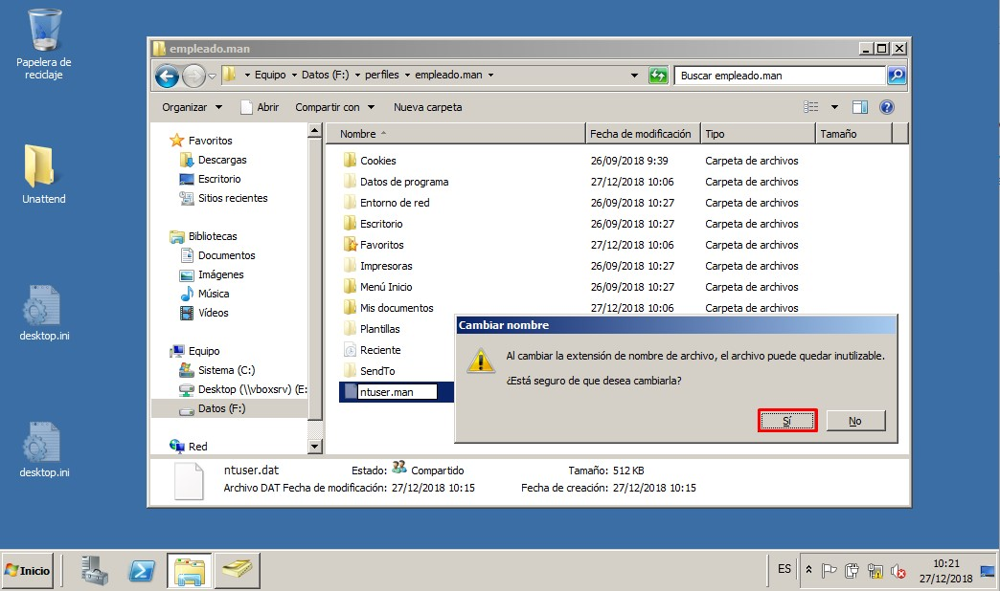 Papelera de
reciclaje
Unattend
desktop.ini
desktop.ini
empleado.man
Equipo Datos (F:) perfiles empleado.man
Buscar empleado.man
Organizar Abrir Compartir con Nueva carpeta
Favoritos
Descargas
Escritorio
Sitios recientes
Bibliotecas
Documentos
Imágenes
Música
Vídeos
Equipo
Sistema (C:)
Desktop (\\vboxsrv) (E:
Datos (F:)
Red
Nombre Fecha de modificación Tipo Tamaño
Cookies 26/09/2018 9:39 Carpeta de archivos
Datos de programa 27/12/2018 10:06 Carpeta de archivos
Entorno de red 26/09/2018 10:27 Carpeta de archivos
Escritorio 26/09/2018 10:27 Carpeta de archivos
Favoritos 27/12/2018 10:06 Carpeta de archivos
Impresoras 26/09/2018 10:27 Carpeta de archivos
Menú Inicio 26/09/2018 10:27 Carpeta de archivos
Mis documentos 27/12/2018 10:06 Carpeta de archivos
Plantillas
Reciente
SendTo
ntuser.man
Cambiar nombre
Al cambiar la extensión de nombre de archivo, el archivo puede quedar inutilizable.
¿Está seguro de que desea cambiarla?
Sí No
ntuser.dat Estado: Compartido Tamaño: 512 KB
Archivo DAT Fecha de modificación: 27/12/2018 10:15 Fecha de creación: 27/12/2018 10:15
Inicio
ES
10:21
27/12/2018